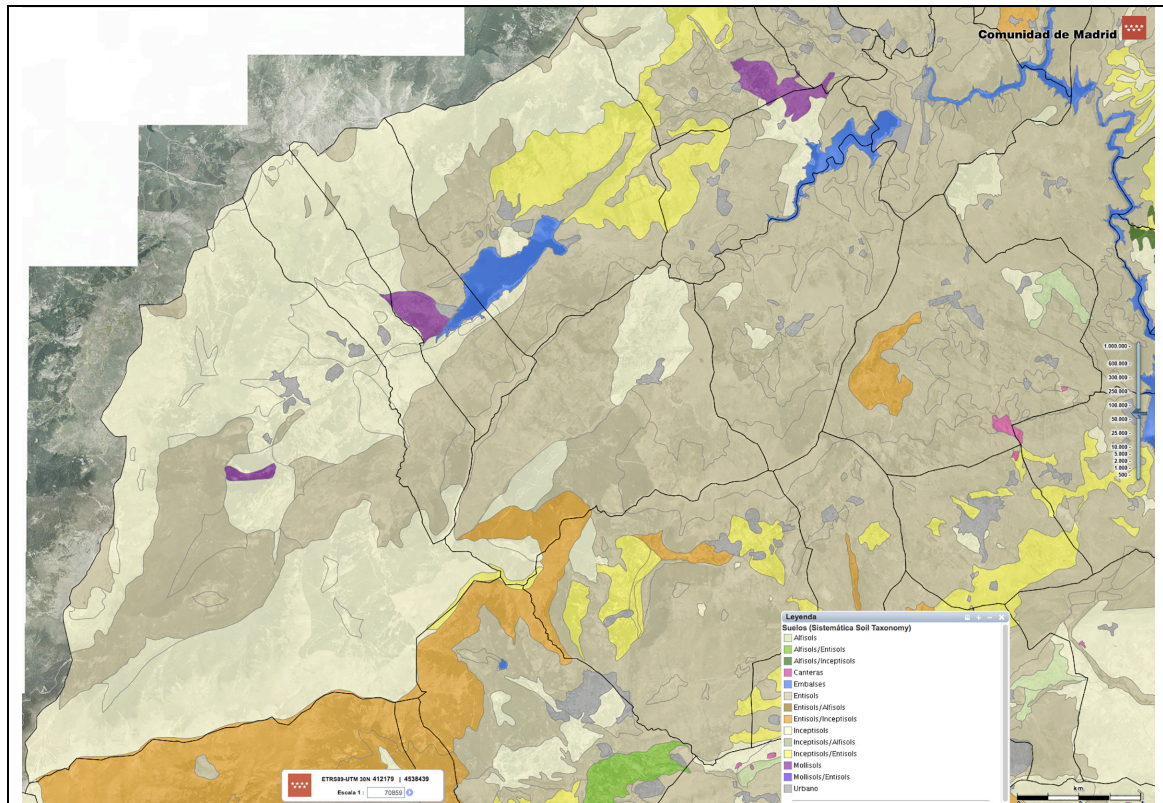 Comunidad de Madrid
1.000.000
600.000
300.000
250.000
100.000
50.000
25.000
10.000
5.000
2.000
1.000
500
Leyenda
Suelos (Sistemática Soil Taxonomy)
Alfisols
Alfisols/Entisols
Alfisols/Inceptisols
Canteras
Embalses
Entisols
Entisols/Alfisols
Entisols/Inceptisols
Inceptisols
Inceptisols/Alfisols
Inceptisols/Entisols
Mollisols
Mollisols/Entisols
Urbano
ETRS89-UTM 30N 412179 | 4538439
Escala 1 : 70859
km